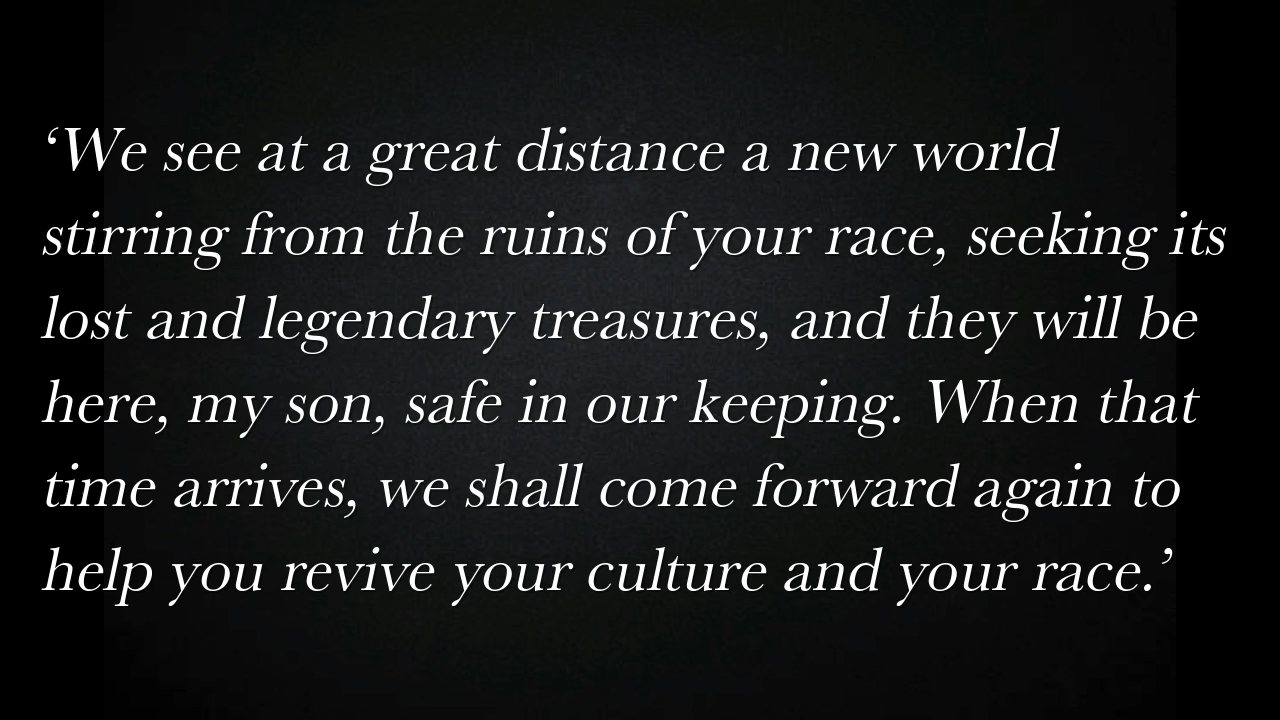 ‘We see at a great distance a new world
stirring from the ruins of your race, seeking its
lost and legendary treasures, and they will be
here, my son, safe in our keeping. When that
time arrives, we shall come forward again to
help you revive your culture and your race.’